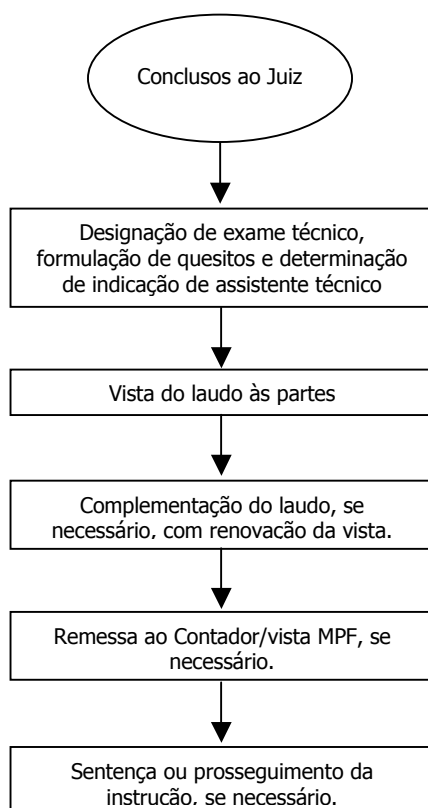 Conclusos ao Juiz
Designação de exame técnico,
formulação de quesitos e determinação
de indicação de assistente técnico
Vista do laudo às partes
Complementação do laudo, se
necessário, com renovação da vista.
Remessa ao Contador/vista MPF, se
necessário.
Sentença ou prosseguimento da
instrução, se necessário.